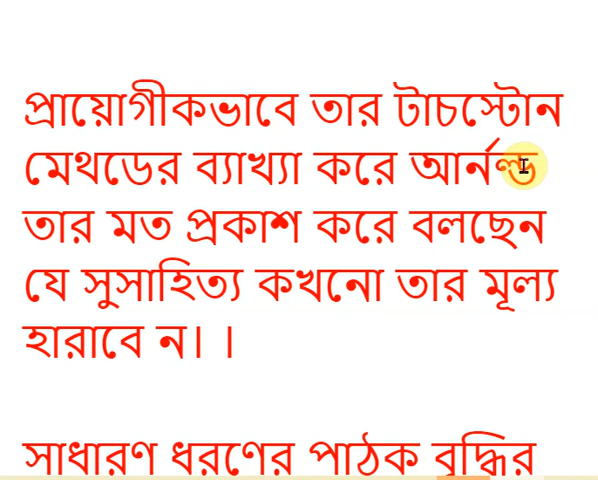 প্রায়োগীকভাবে তার টাচস্টোন
মেথডের ব্যাখ্যা করে আর্নল্ড
তার মত প্রকাশ করে বলছেন
যে সুসাহিত্য কখনো তার মূল্য
হারাবে ন। ।
সাধারণ ধরণের পাঠক বৃদ্ধির